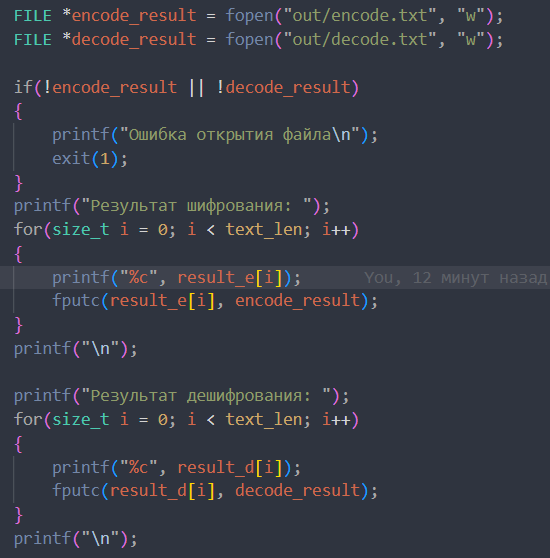 FILE *encode_result = fopen("out/encode.txt", "w");
FILE *decode_result = fopen("out/decode.txt", "w");
if(!encode_result || !decode_result)
{
printf("Ошибка открытия файла\n");
exit(1);
}
printf("Результат шифрования: ");
for(size_t i = 0; i < text_len; i++)
{
printf("%c", result_e[i]); You, 12 минут назад
fputc(result_e[i], encode_result);
}
printf("\n");
printf("Результат дешифрования: ");
for(size_t i = 0; i < text_len; i++)
{
printf("%c", result_d[i]);
fputc(result_d[i], decode_result);
}
printf("\n");